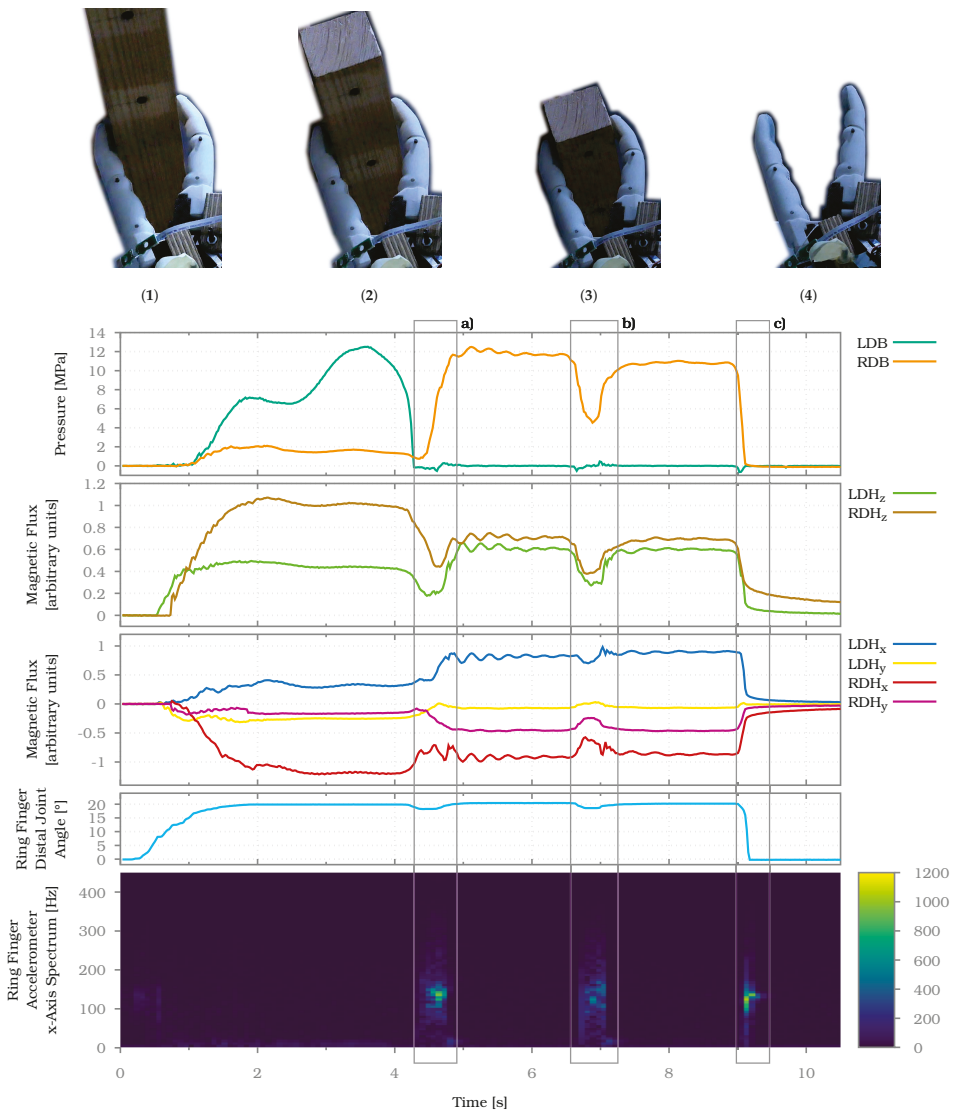 (1) (2) (3) (4)
a) b) c)
Pressure [MPa]
14
12
10
8
6
4
2
0
LDB
RDB
Magnetic Flux
[arbitrary units]
1.2
1
0.8
0.6
0.4
0.2
0
LDHz
RDHz
Magnetic Flux
[arbitrary units]
1
0.5
0
-0.5
-1
LDHx
LDHy
RDHx
RDHy
Ring Finger
Distal Joint
Angle [°]
20
15
10
5
0
Ring Finger
Accelerometer
x-Axis Spectrum [Hz]
400
300
200
100
0
1200
1000
800
600
400
200
0
0 2 4 6 8 10
Time [s]